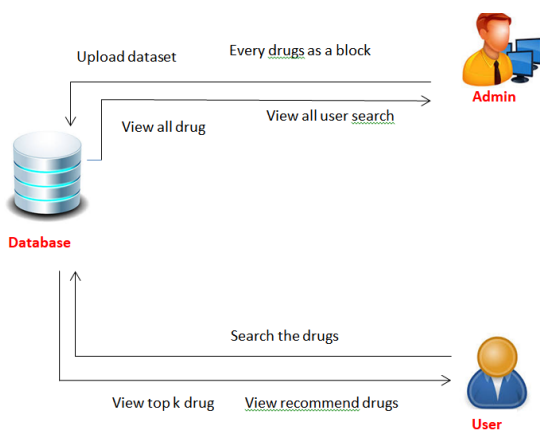 Upload dataset
Every drugs as a block
Admin
View all drug
View all user search
Database
Search the drugs
View top k drug
View recommend drugs
User